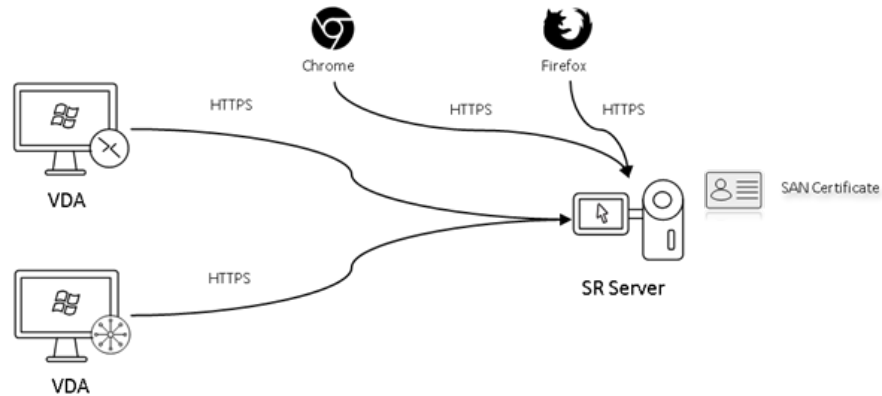 Chrome
Firefox
HTTPS
HTTPS
HTTPS
VDA
SAN Certificate
HTTPS
SR Server
VDA